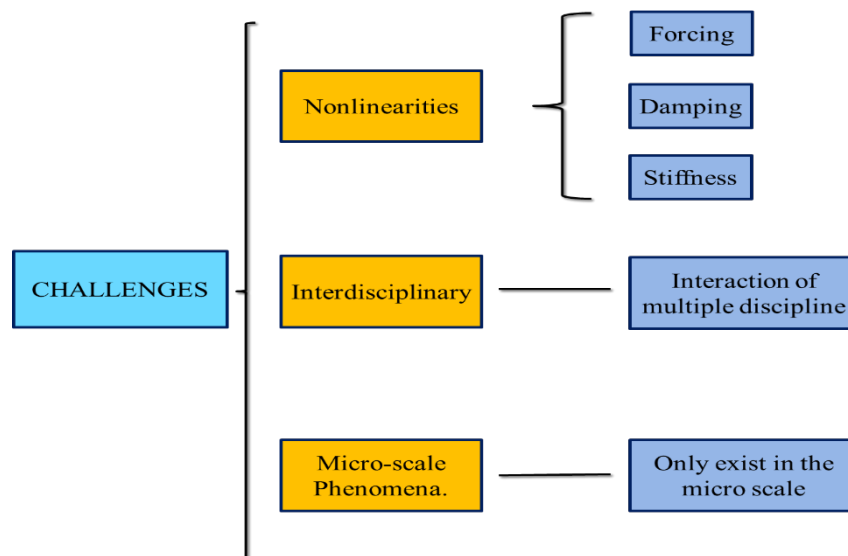 CHALLENGES
Nonlinearities
Forcing
Damping
Stiffness
Interdisciplinary
Interaction of
multiple discipline
Micro-scale
Phenomena.
Only exist in the
micro scale